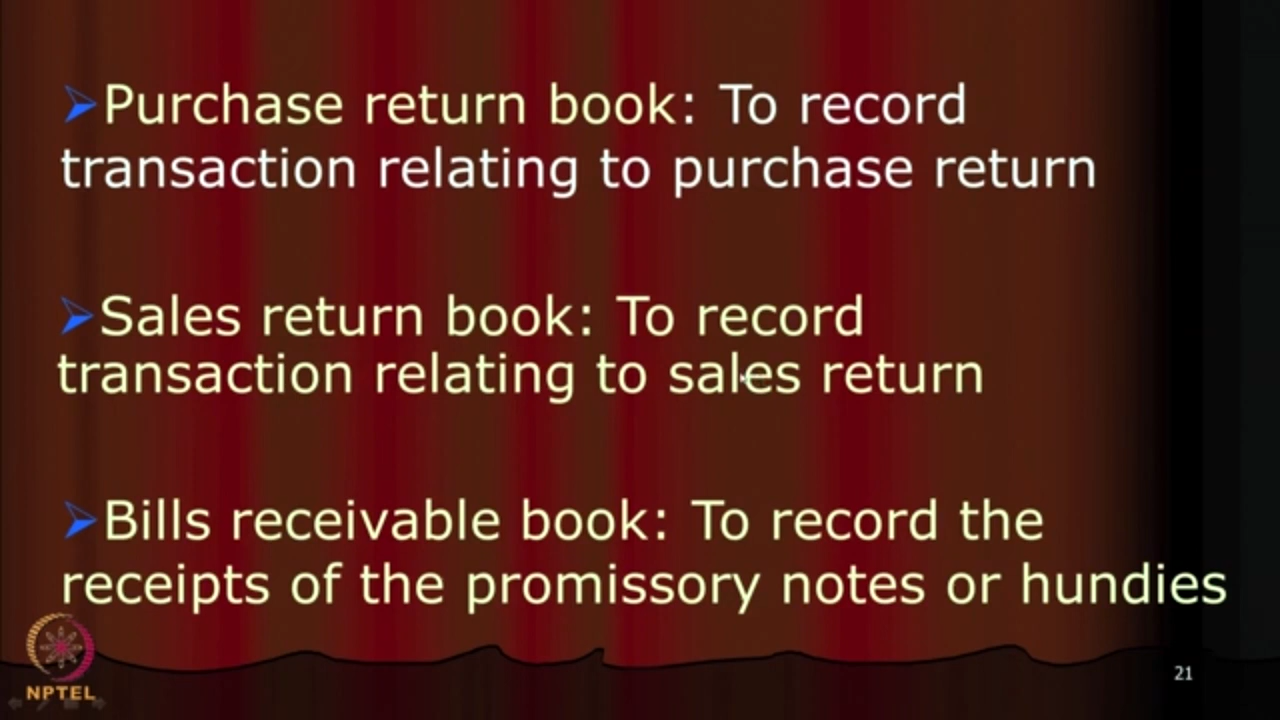 ➢Purchase return book: To record
transaction relating to purchase return
➢Sales return book: To record
transaction relating to sales return
➢Bills receivable book: To record the
receipts of the promissory notes or hundies
NPTEL
21